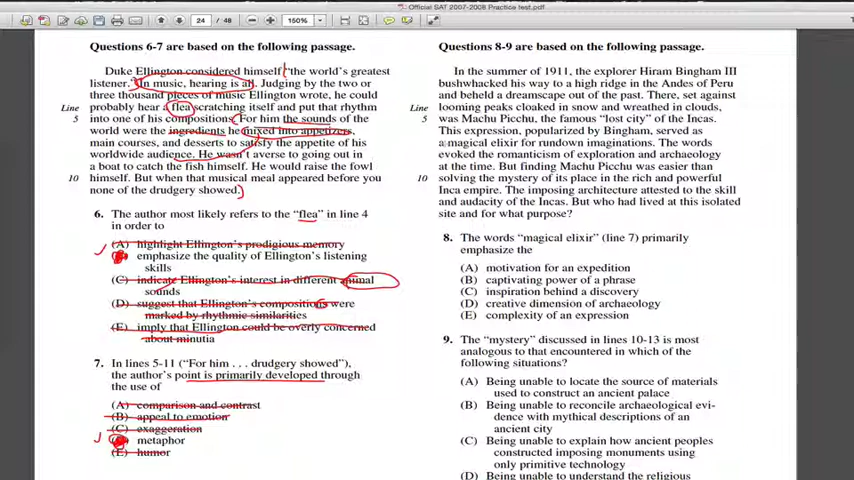 Official SAT 2007-2008 Practice test.pdf
24 / 48
150%
Questions 6-7 are based on the following passage.
Duke Ellington considered himself "the world's greatest
listener." In music, hearing is all. Judging by the two or
three thousand pieces of music Ellington wrote, he could
Line probably hear a flea scratching itself and put that rhythm
5 into one of his compositions. For him the sounds of
the world were the ingredients he mixed into appetizers,
main courses, and desserts to satisfy the appetite of his
worldwide audience. He wasn't averse to going out in
a boat to catch the fish himself. He would raise the fowl
10 himself. But when that musical meal appeared before you
none of the drudgery showed.
6. The author most likely refers to the "flea" in line 4
in order to
(A) highlight Ellington's prodigious memory
emphasize the quality of Ellington's listening
skills
(C) indicate Ellington's interest in different animal
sounds
(D) suggest that Ellington's compositions were
marked by rhythmic similarities
(E) imply that Ellington could be overly concerned
about minutia
7. In lines 5-11 ("For him . . . drudgery showed"),
the author's point is primarily developed through
the use of
(A) comparison and contrast
(B) appeal to emotion
(C) exaggeration
metaphor
(E) humor
Questions 8-9 are based on the following passage.
In the summer of 1911, the explorer Hiram Bingham III
bushwhacked his way to a high ridge in the Andes of Peru
and beheld a dreamscape out of the past. There, set against
Line looming peaks cloaked in snow and wreathed in clouds,
5 was Machu Picchu, the famous "lost city" of the Incas.
This expression, popularized by Bingham, served as
a magical elixir for rundown imaginations. The words
evoked the romanticism of exploration and archaeology
at the time. But finding Machu Picchu was easier than
10 solving the mystery of its place in the rich and powerful
Inca empire. The imposing architecture attested to the skill
and audacity of the Incas. But who had lived at this isolated
site and for what purpose?
8. The words "magical elixir" (line 7) primarily
emphasize the
(A) motivation for an expedition
(B) captivating power of a phrase
(C) inspiration behind a discovery
(D) creative dimension of archaeology
(E) complexity of an expression
9. The "mystery" discussed in lines 10-13 is most
analogous to that encountered in which of the
following situations?
(A) Being unable to locate the source of materials
used to construct an ancient palace
(B) Being unable to reconcile archaeological evi-
dence with mythical descriptions of an
ancient city
(C) Being unable to explain how ancient peoples
constructed imposing monuments using
only primitive technology
(D) Being unable to understand the religious